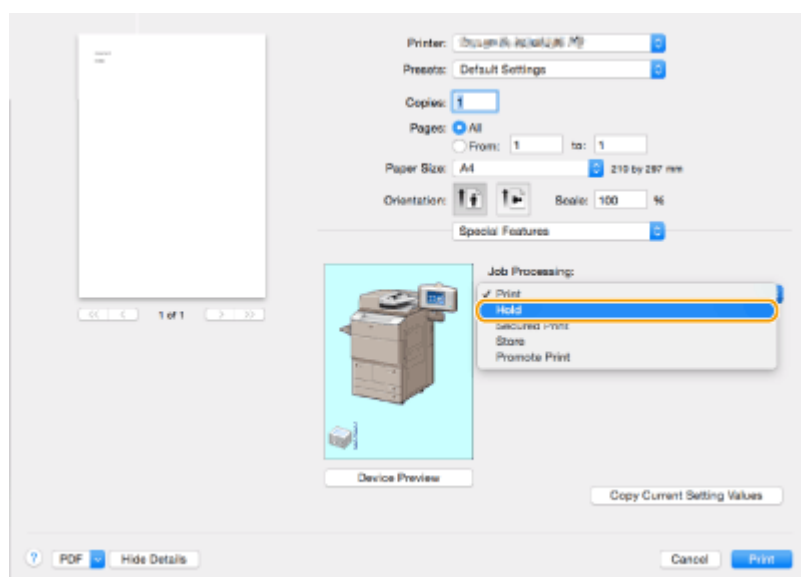 Printer:
Presets: Default Settings
Copies: 1
Pages: All
From: 1 to: 1
Paper Size: A4 210 by 297 mm
Orientation: Scale: 100 %
Special Features
Job Processing:
✓ Print
Hold
Secured Print
Store
Promote Print
<< < 1 of 1 > >>
Device Preview
Copy Current Setting Values
? PDF Hide Details Cancel Print